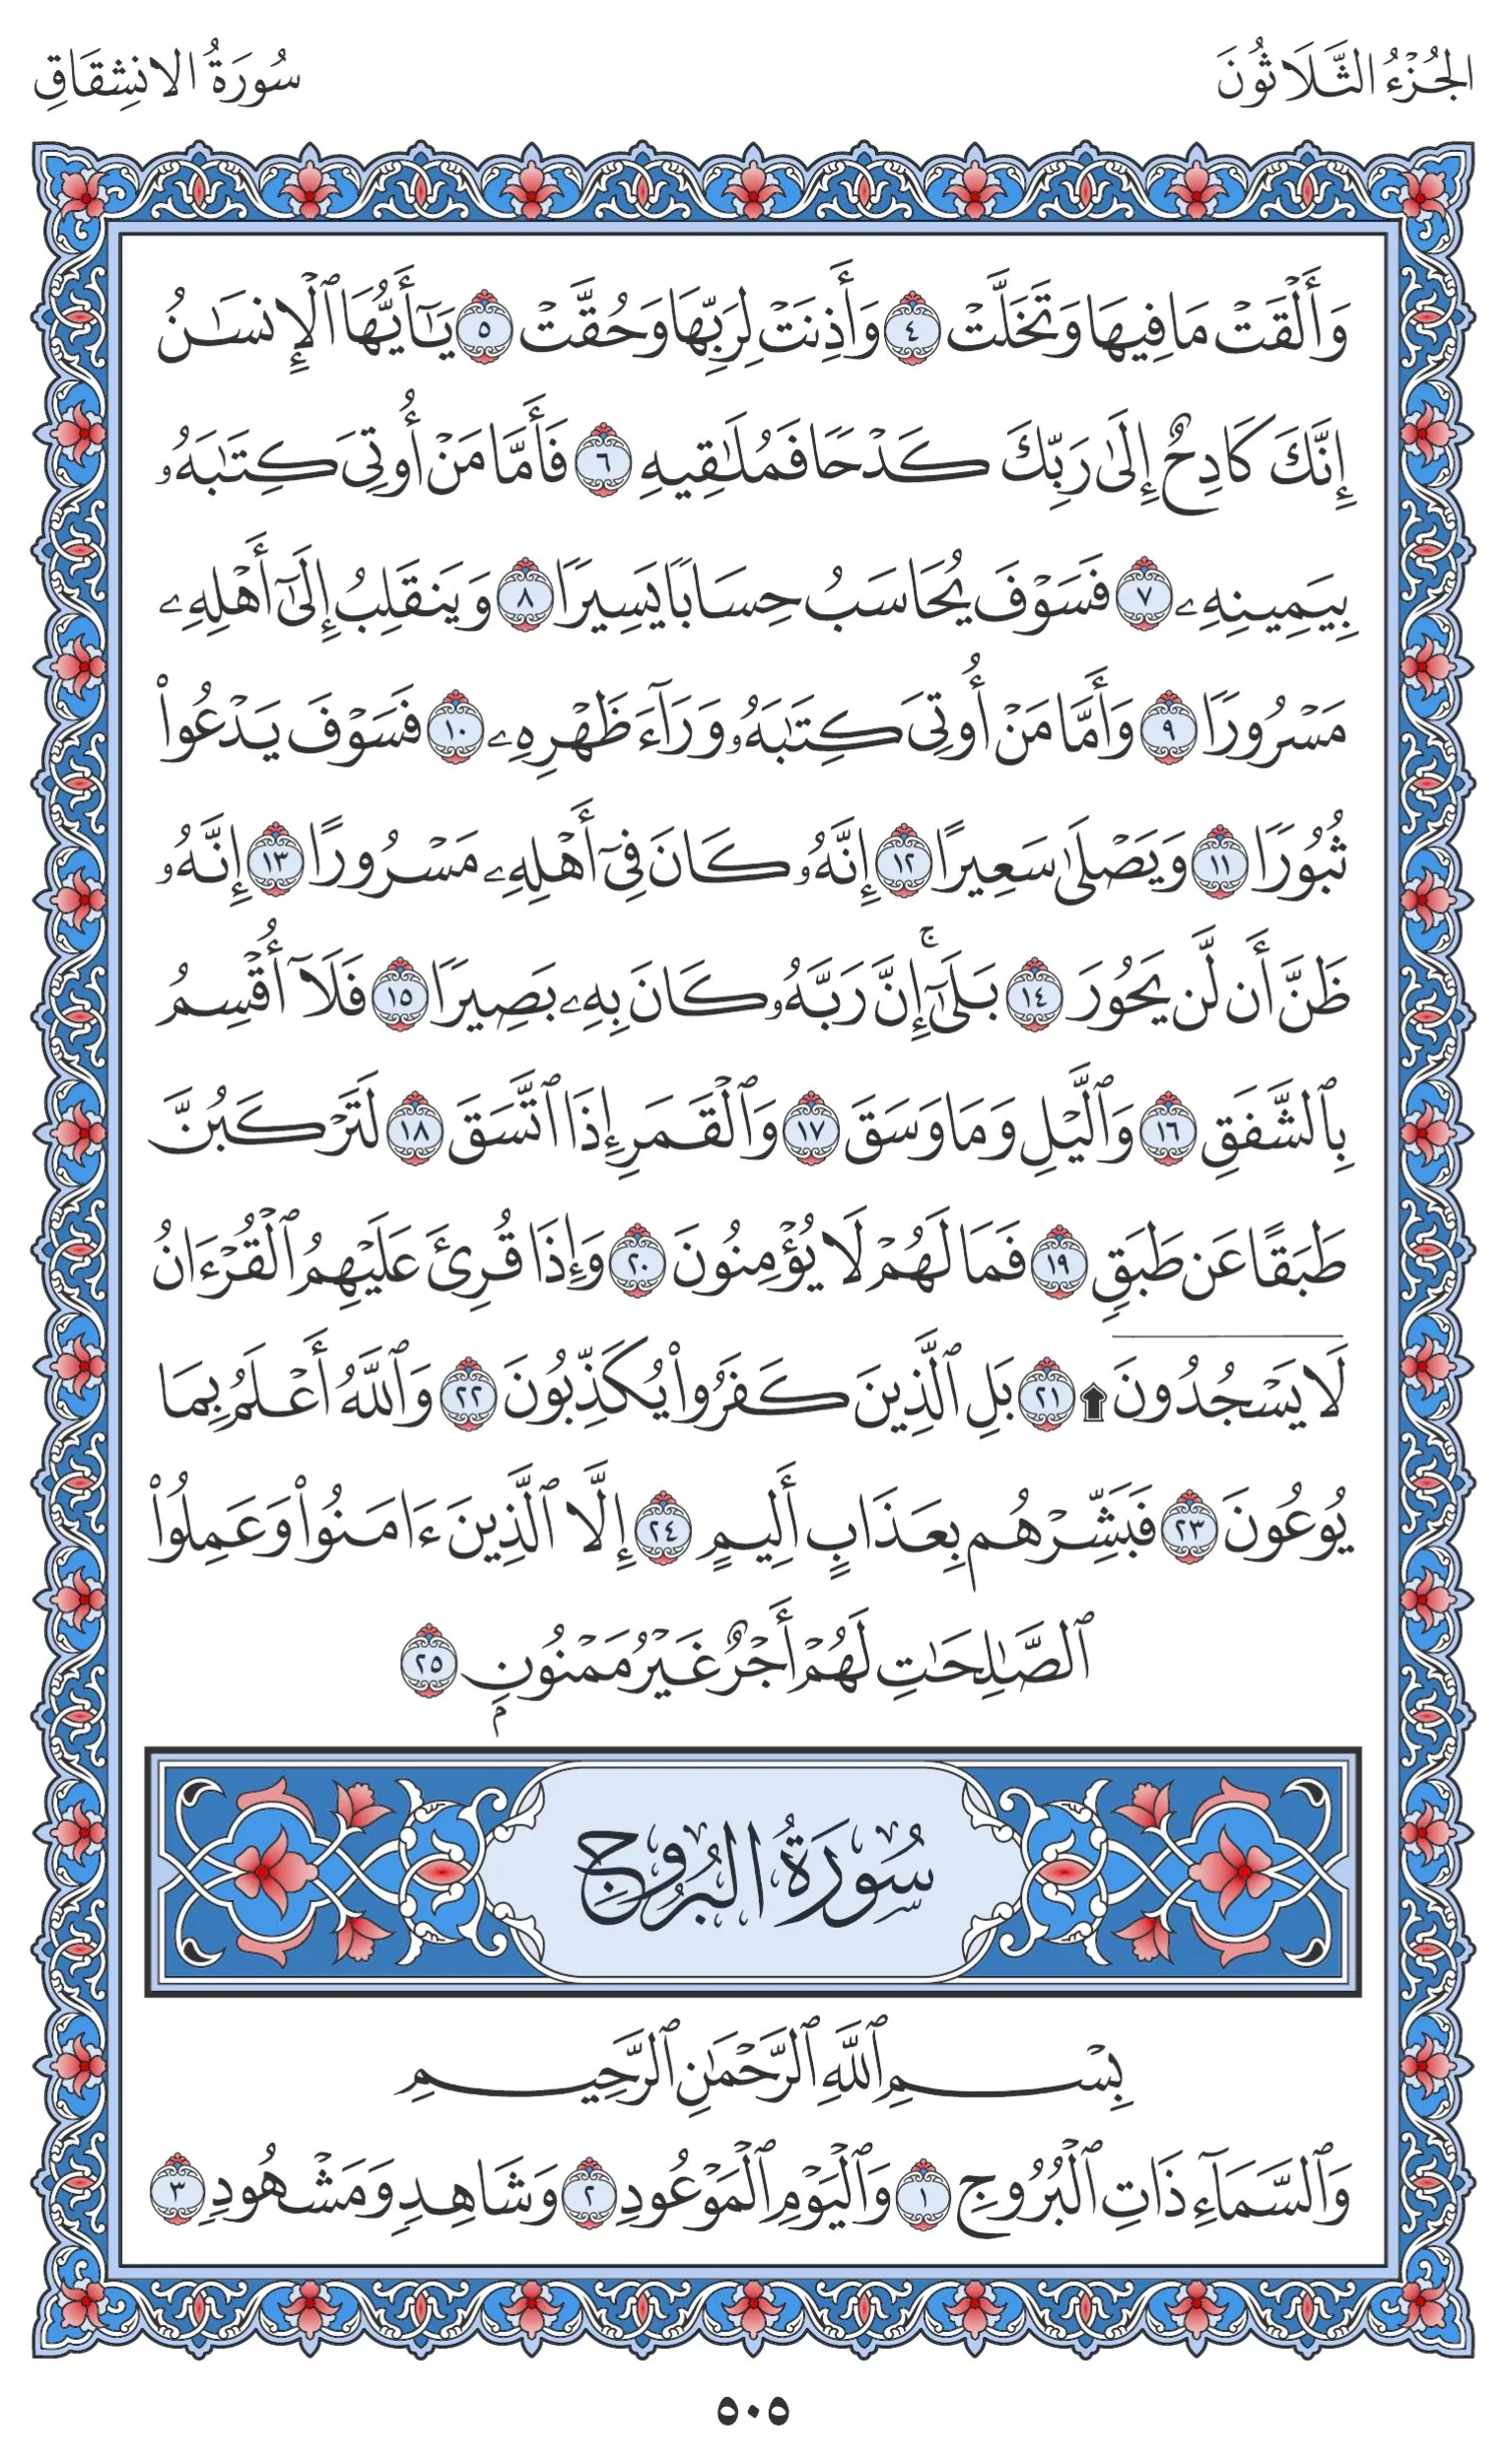 الجُزْءُ الثَّلَاثُونَ
سُورَةُ الانشِقَاقِ
وَأَلْقَتْ مَا فِيهَا وَتَخَلَّتْ ٤ وَأَذِنَتْ لِرَبِّهَا وَحُقَّتْ ٥ يَٰٓأَيُّهَا ٱلْإِنسَٰنُ
إِنَّكَ كَادِحٌ إِلَىٰ رَبِّكَ كَدْحًا فَمُلَٰقِيهِ ٦ فَأَمَّا مَنْ أُوتِىَ كِتَٰبَهُۥ
بِيَمِينِهِۦ ٧ فَسَوْفَ يُحَاسَبُ حِسَابًا يَسِيرًا ٨ وَيَنقَلِبُ إِلَىٰٓ أَهْلِهِۦ
مَسْرُورًا ٩ وَأَمَّا مَنْ أُوتِىَ كِتَٰبَهُۥ وَرَآءَ ظَهْرِهِۦ ١٠ فَسَوْفَ يَدْعُوا۟
ثُبُورًا ١١ وَيَصْلَىٰ سَعِيرًا ١٢ إِنَّهُۥ كَانَ فِىٓ أَهْلِهِۦ مَسْرُورًا ١٣ إِنَّهُۥ
ظَنَّ أَن لَّن يَحُورَ ١٤ بَلَىٰٓۚ إِنَّ رَبَّهُۥ كَانَ بِهِۦ بَصِيرًا ١٥ فَلَآ أُقْسِمُ
بِٱلشَّفَقِ ١٦ وَٱلَّيْلِ وَمَا وَسَقَ ١٧ وَٱلْقَمَرِ إِذَا ٱتَّسَقَ ١٨ لَتَرْكَبُنَّ
طَبَقًا عَن طَبَقٍ ١٩ فَمَا لَهُمْ لَا يُؤْمِنُونَ ٢٠ وَإِذَا قُرِئَ عَلَيْهِمُ ٱلْقُرْءَانُ
لَا يَسْجُدُونَ ٢١ بَلِ ٱلَّذِينَ كَفَرُوا۟ يُكَذِّبُونَ ٢٢ وَٱللَّهُ أَعْلَمُ بِمَا
يُوعُونَ ٢٣ فَبَشِّرْهُم بِعَذَابٍ أَلِيمٍ ٢٤ إِلَّا ٱلَّذِينَ ءَامَنُوا۟ وَعَمِلُوا۟
ٱلصَّٰلِحَٰتِ لَهُمْ أَجْرٌ غَيْرُ مَمْنُونٍۭ ٢٥
سُورَةُ البُرُوجِ
بِسْمِ ٱللَّهِ ٱلرَّحْمَٰنِ ٱلرَّحِيمِ
وَٱلسَّمَآءِ ذَاتِ ٱلْبُرُوجِ ١ وَٱلْيَوْمِ ٱلْمَوْعُودِ ٢ وَشَاهِدٍ وَمَشْهُودٍ ٣
٥٠٥